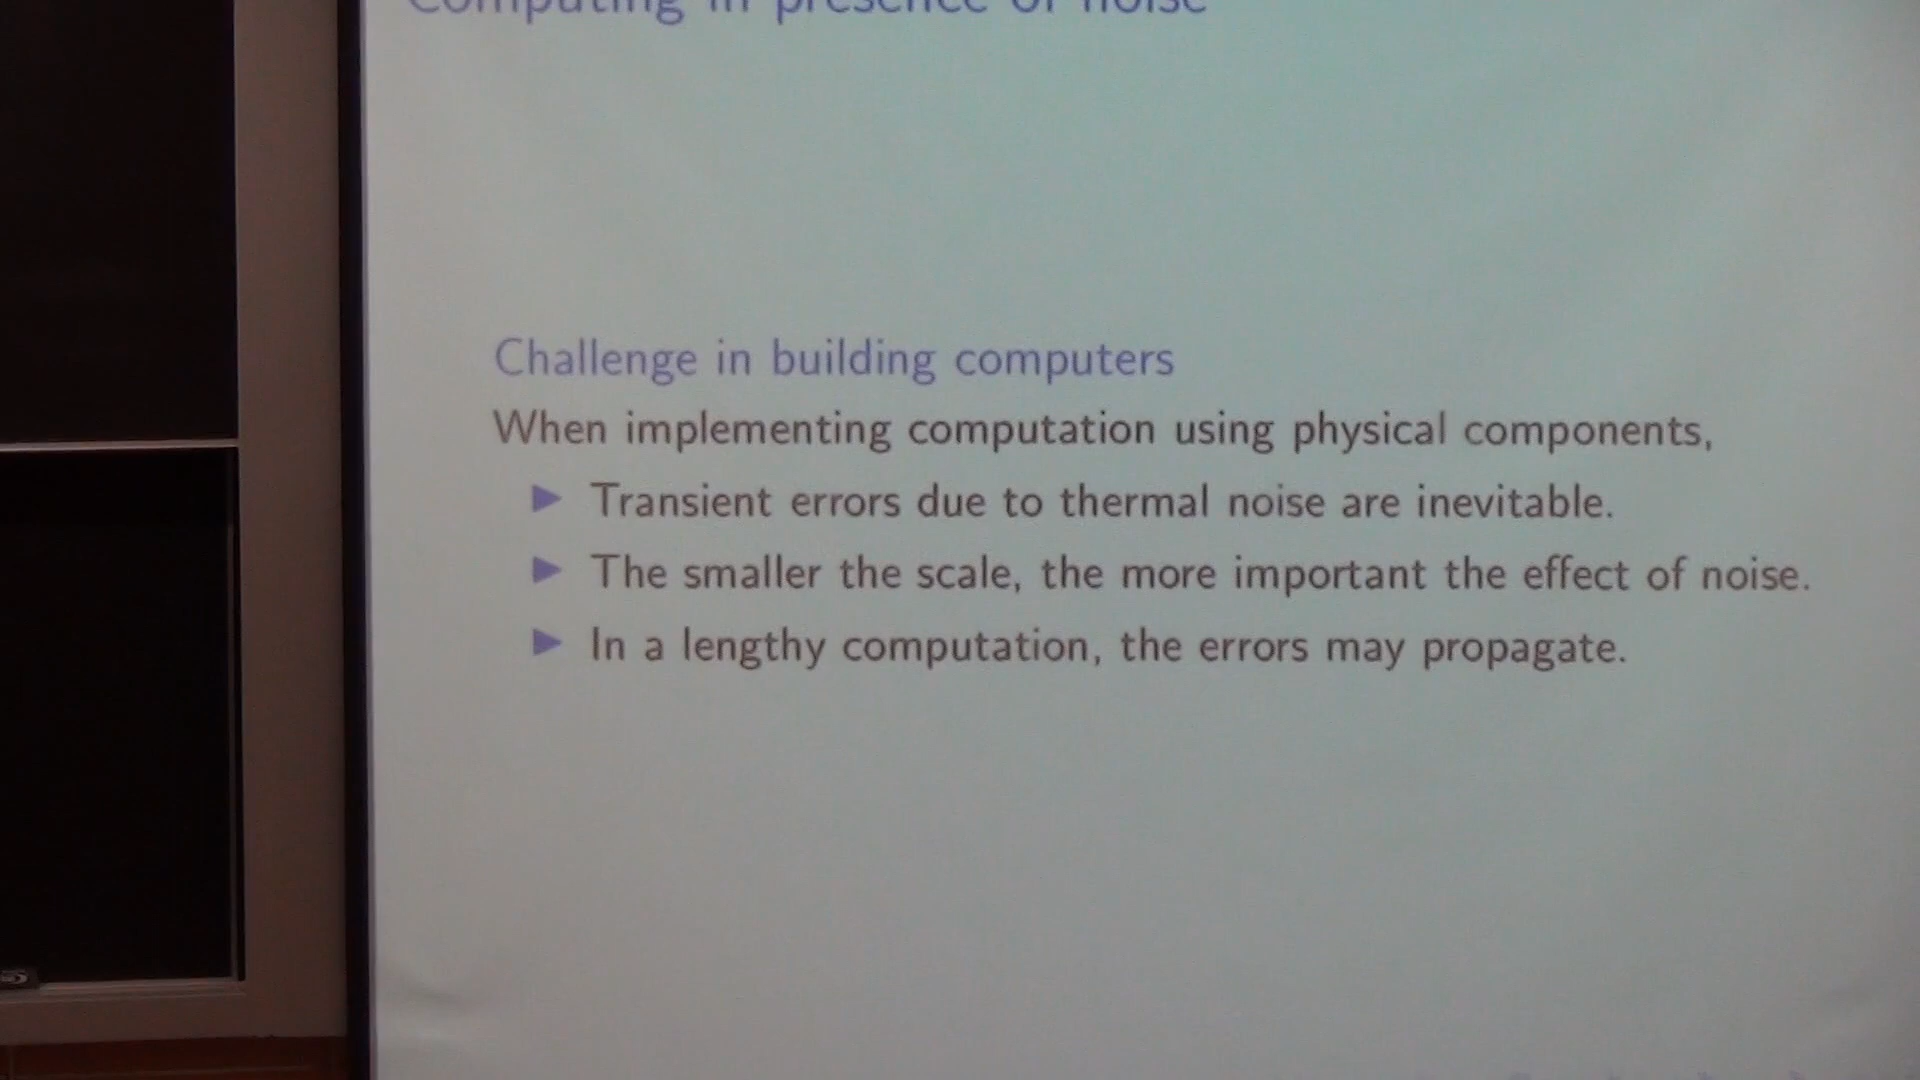 Computing in presence of noise
Challenge in building computers
When implementing computation using physical components,
▶ Transient errors due to thermal noise are inevitable.
▶ The smaller the scale, the more important the effect of noise.
▶ In a lengthy computation, the errors may propagate.